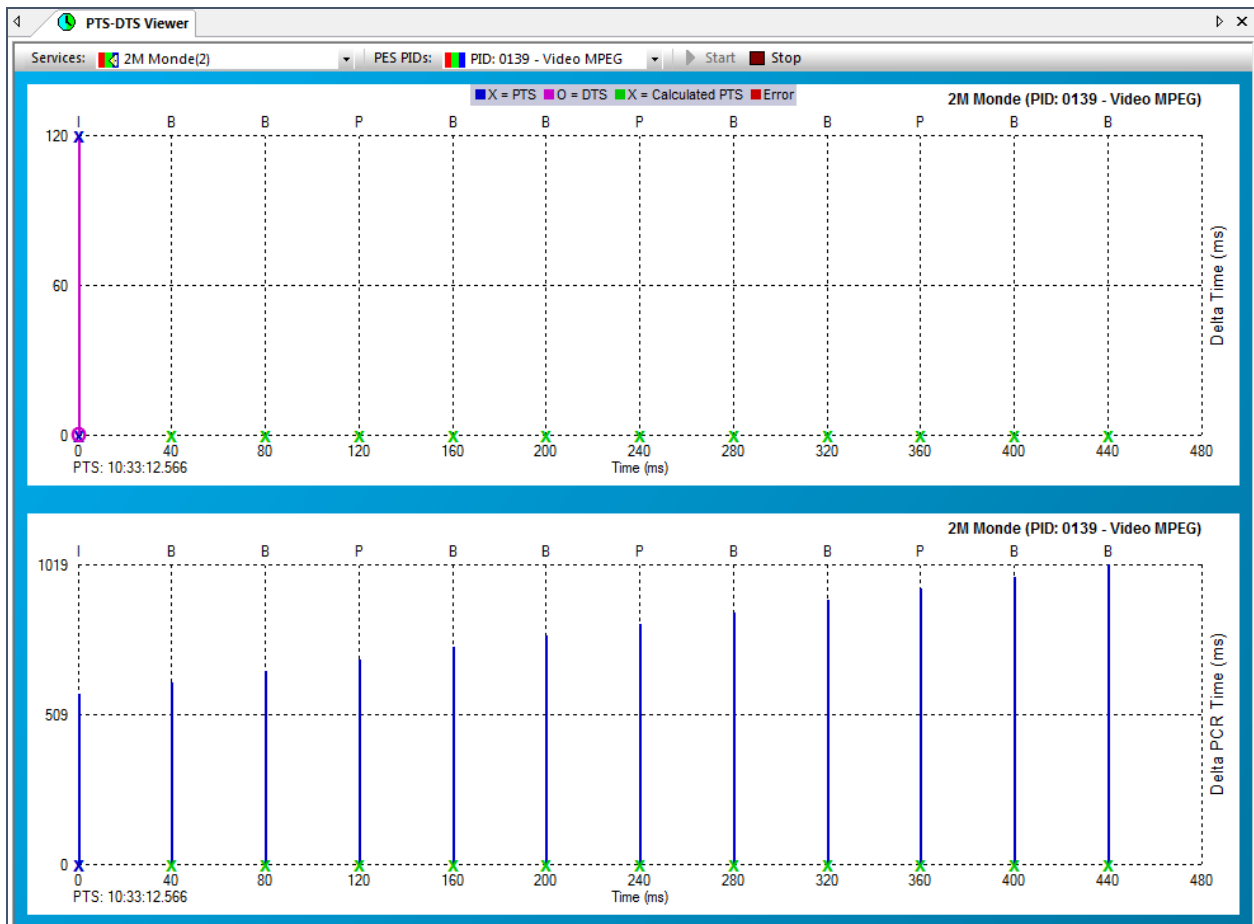 PTS-DTS Viewer
Services: 2M Monde(2) PES PIDs: PID: 0139 - Video MPEG Start Stop
X = PTS O = DTS X = Calculated PTS Error
2M Monde (PID: 0139 - Video MPEG)
I B B P B B P B B P B B
120
60
0
0 40 80 120 160 200 240 280 320 360 400 440 480
PTS: 10:33:12.566 Time (ms)
Delta Time (ms)
2M Monde (PID: 0139 - Video MPEG)
I B B P B B P B B P B B
1019
509
0
0 40 80 120 160 200 240 280 320 360 400 440 480
PTS: 10:33:12.566 Time (ms)
Delta PCR Time (ms)